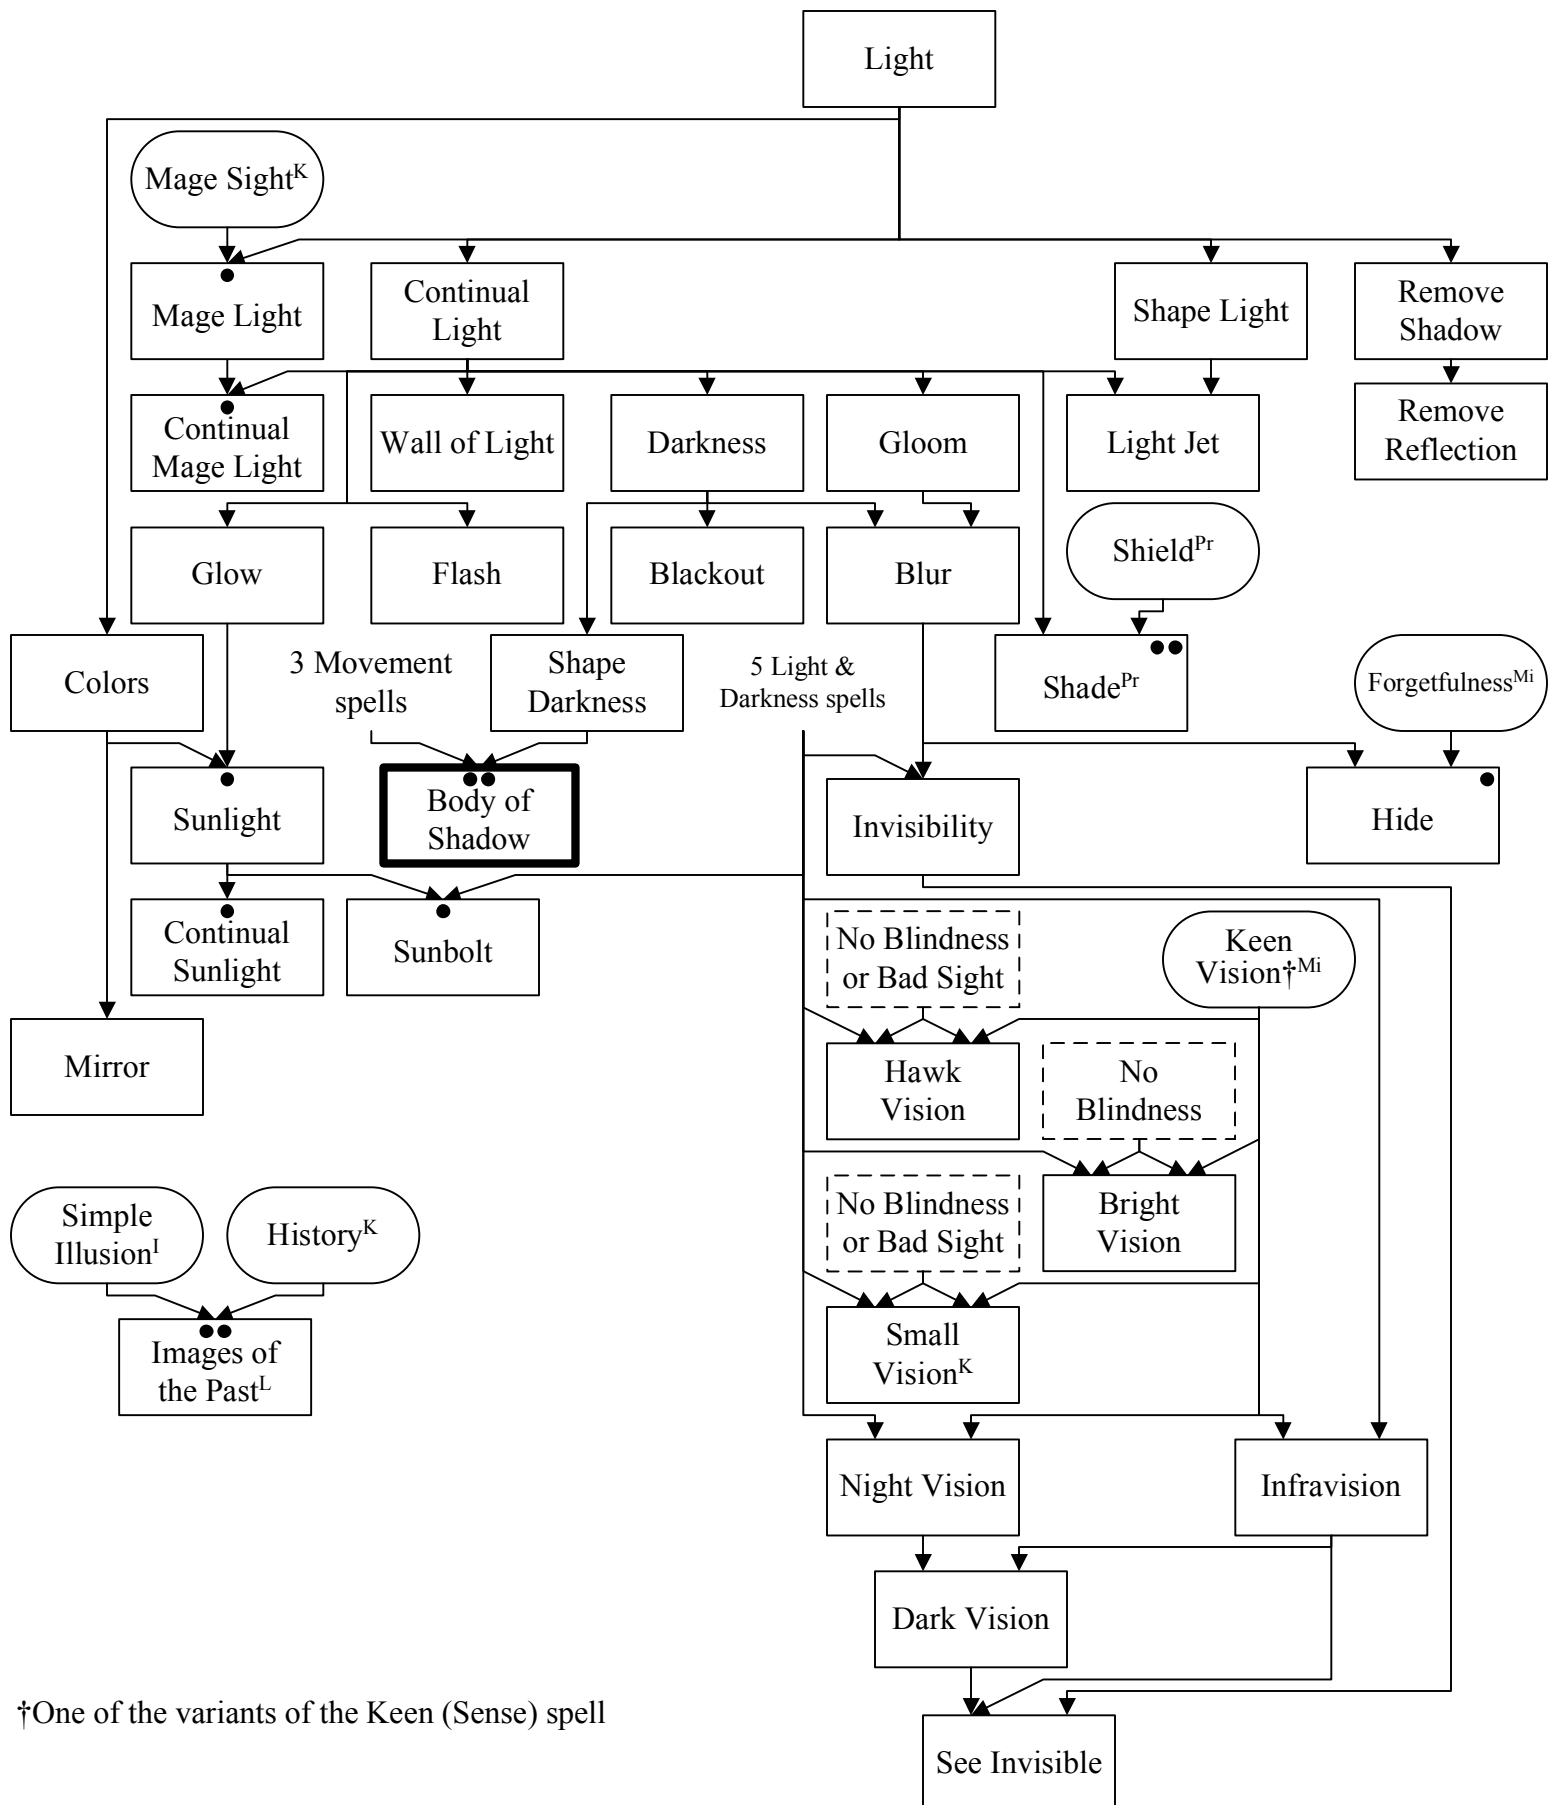 Light
Mage Sight^K
Mage Light
Continual
Light
Shape Light
Remove
Shadow
Continual
Mage Light
Wall of Light
Darkness
Gloom
Light Jet
Remove
Reflection
Glow
Flash
Blackout
Blur
Shield^Pr
Colors
3 Movement
spells
Shape
Darkness
5 Light &
Darkness spells
Shade^Pr
Forgetfulness^Mi
Sunlight
Body of
Shadow
Invisibility
Hide
Continual
Sunlight
Sunbolt
No Blindness
or Bad Sight
Keen
Vision†^Mi
Mirror
Hawk
Vision
No
Blindness
Simple
Illusion^I
History^K
No Blindness
or Bad Sight
Bright
Vision
Images of
the Past^L
Small
Vision^K
Night Vision
Infravision
Dark Vision
†One of the variants of the Keen (Sense) spell
See Invisible